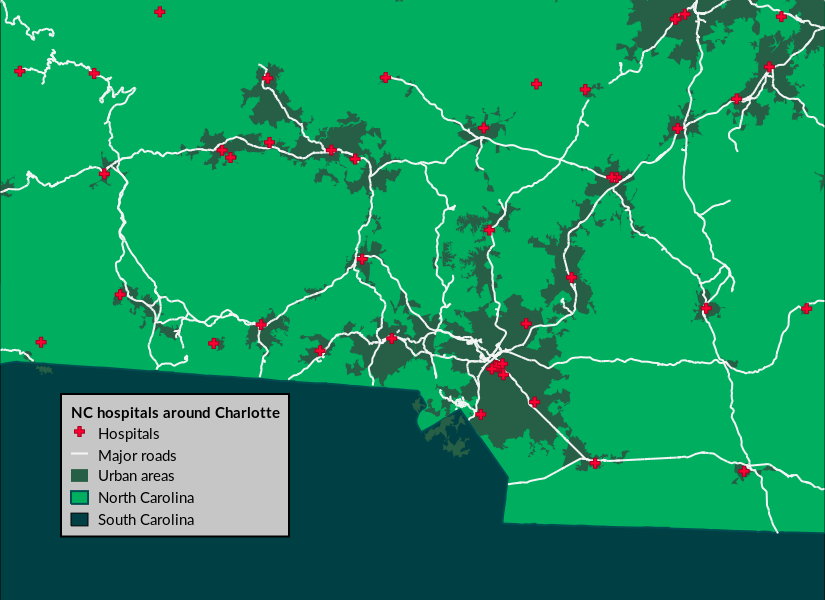 NC hospitals around Charlotte
Hospitals
Major roads
Urban areas
North Carolina
South Carolina